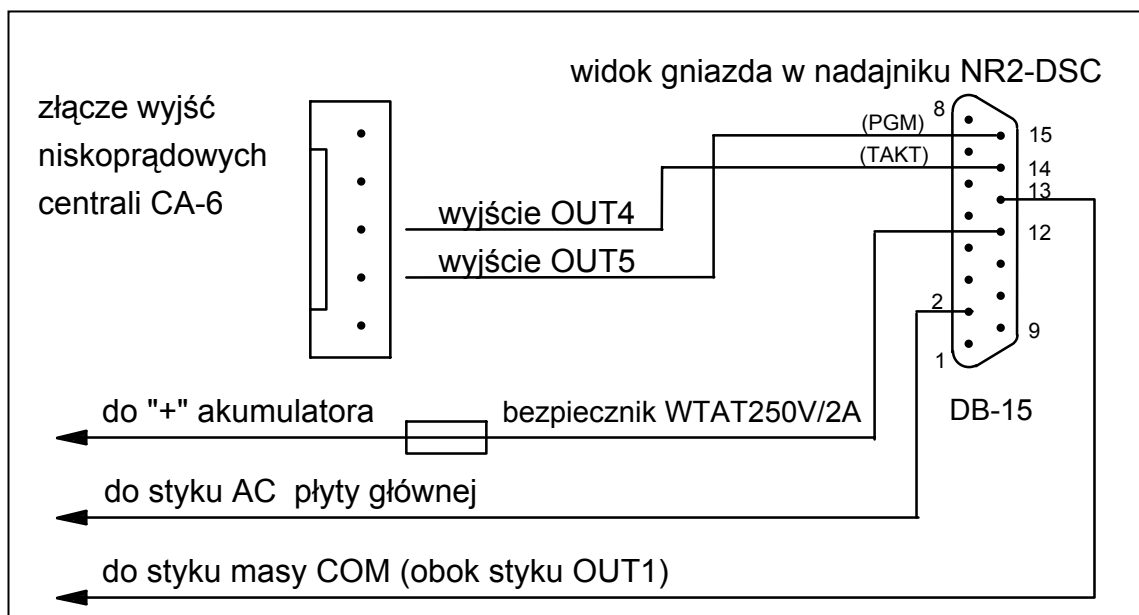 widok gniazda w nadajniku NR2-DSC
złącze wyjść
niskoprądowych
centrali CA-6
8
(PGM)
15
(TAKT)
14
13
wyjście OUT4
12
wyjście OUT5
2
9
1
do "+" akumulatora
bezpiecznik WTAT250V/2A
DB-15
do styku AC płyty głównej
do styku masy COM (obok styku OUT1)